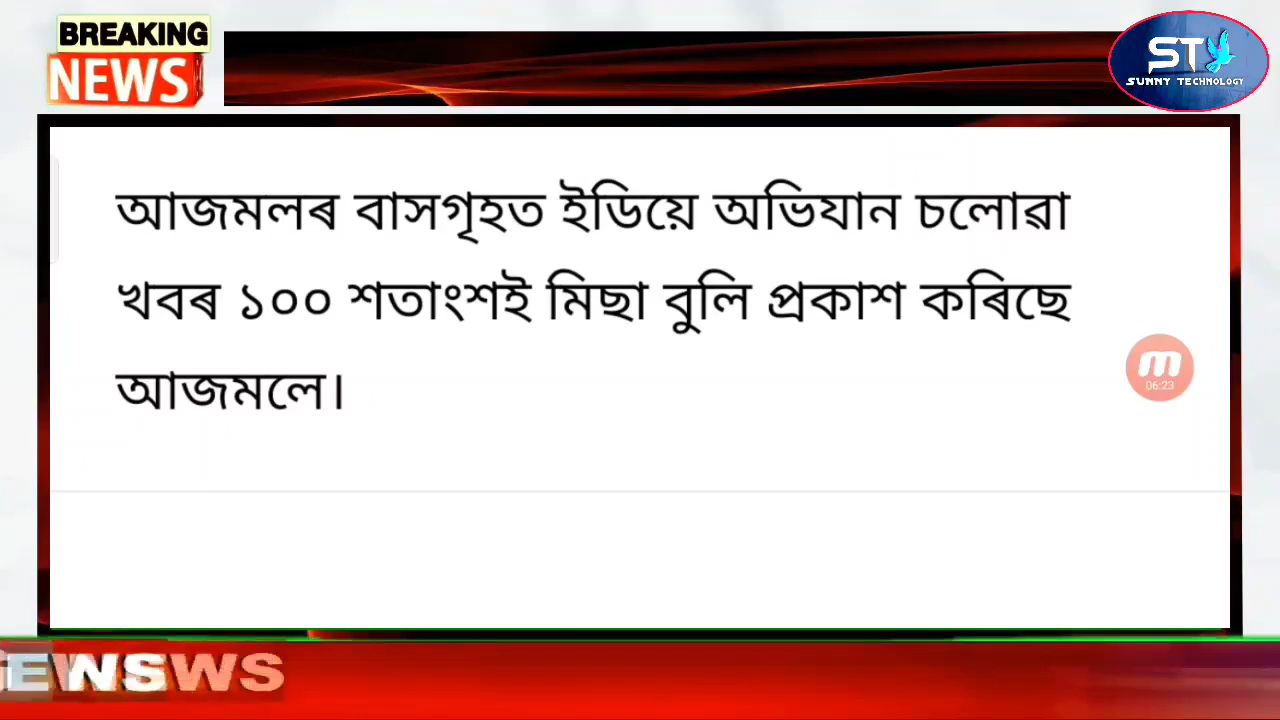 BREAKING
NEWS
ST
SUNNY TECHNOLOGY
আজমলৰ বাসগৃহত ইডিয়ে অভিযান চলোৱা
খবৰ ১০০ শতাংশই মিছা বুলি প্ৰকাশ কৰিছে
আজমলে।
06:23